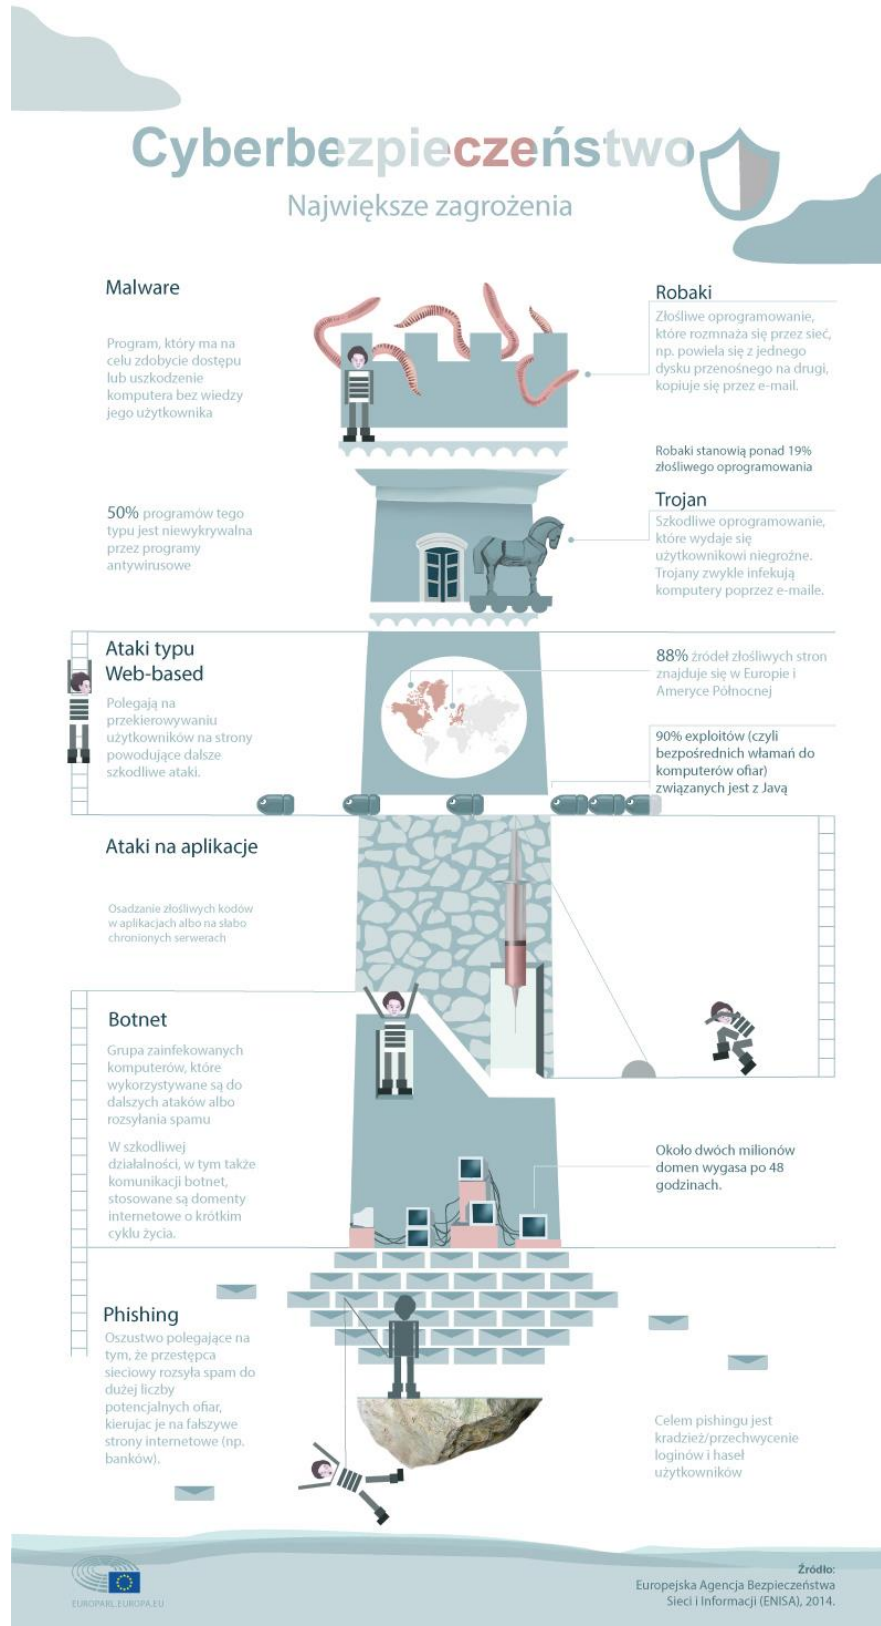 Cyberbezpieczeństwo
Największe zagrożenia
Malware
Program, który ma na
celu zdobycie dostępu
lub uszkodzenie
komputera bez wiedzy
jego użytkownika
50% programów tego
typu jest niewykrywalna
przez programy
antywirusowe
Robaki
Złośliwe oprogramowanie,
które rozmnaża się przez sieć,
np. powiela się z jednego
dysku przenośnego na drugi,
kopiuje się przez e-mail.
Robaki stanowią ponad 19%
złośliwego oprogramowania
Trojan
Szkodliwe oprogramowanie,
które wydaje się
użytkownikowi niegroźne.
Trojany zwykle infekują
komputery poprzez e-maile.
Ataki typu
Web-based
Polegają na
przekierowywaniu
użytkowników na strony
powodujące dalsze
szkodliwe ataki.
88% źródeł złośliwych stron
znajduje się w Europie i
Ameryce Północnej
90% exploitów (czyli
bezpośrednich włamań do
komputerów ofiar)
związanych jest z Javą
Ataki na aplikacje
Osadzanie złośliwych kodów
w aplikacjach albo na słabo
chronionych serwerach
Botnet
Grupa zainfekowanych
komputerów, które
wykorzystywane są do
dalszych ataków albo
rozsyłania spamu
W szkodliwej
działalności, w tym także
komunikacji botnet,
stosowane są domenty
internetowe o krótkim
cyklu życia.
Około dwóch milionów
domen wygasa po 48
godzinach.
Phishing
Oszustwo polegające na
tym, że przestępca
sieciowy rozsyła spam do
dużej liczby
potencjalnych ofiar,
kierujac je na fałszywe
strony internetowe (np.
banków).
Celem pishingu jest
kradzież/przechwycenie
loginów i haseł
użytkowników
EUROPARL.EUROPA.EU
Źródło:
Europejska Agencja Bezpieczeństwa
Sieci i Informacji (ENISA), 2014.